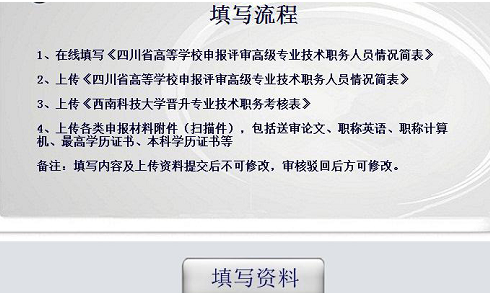 填写流程
1、在线填写《四川省高等学校申报评审高级专业技术职务人员情况简表》
2、上传《四川省高等学校申报评审高级专业技术职务人员情况简表》
3、上传《西南科技大学晋升专业技术职务考核表》
4、上传各类申报材料附件（扫描件），包括送审论文、职称英语、职称计算
机、最高学历证书、本科学历证书等
备注：填写内容及上传资料提交后不可修改，审核驳回后方可修改。
填写资料